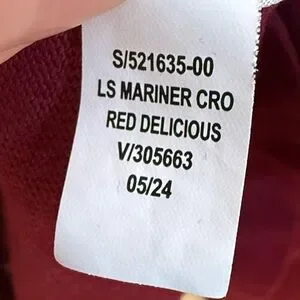 S/521635-00
LS MARINER CRO
RED DELICIOUS
V/305663
05/24